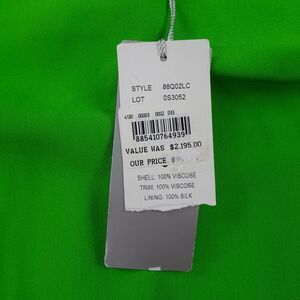 STYLE 88Q02LC
LOT 0S3052
885410764939
VALUE WAS $2,195.00
OUR PRICE
SHELL: 100% VISCOSE
TRIM: 100% VISCOSE
LINING: 100% SILK